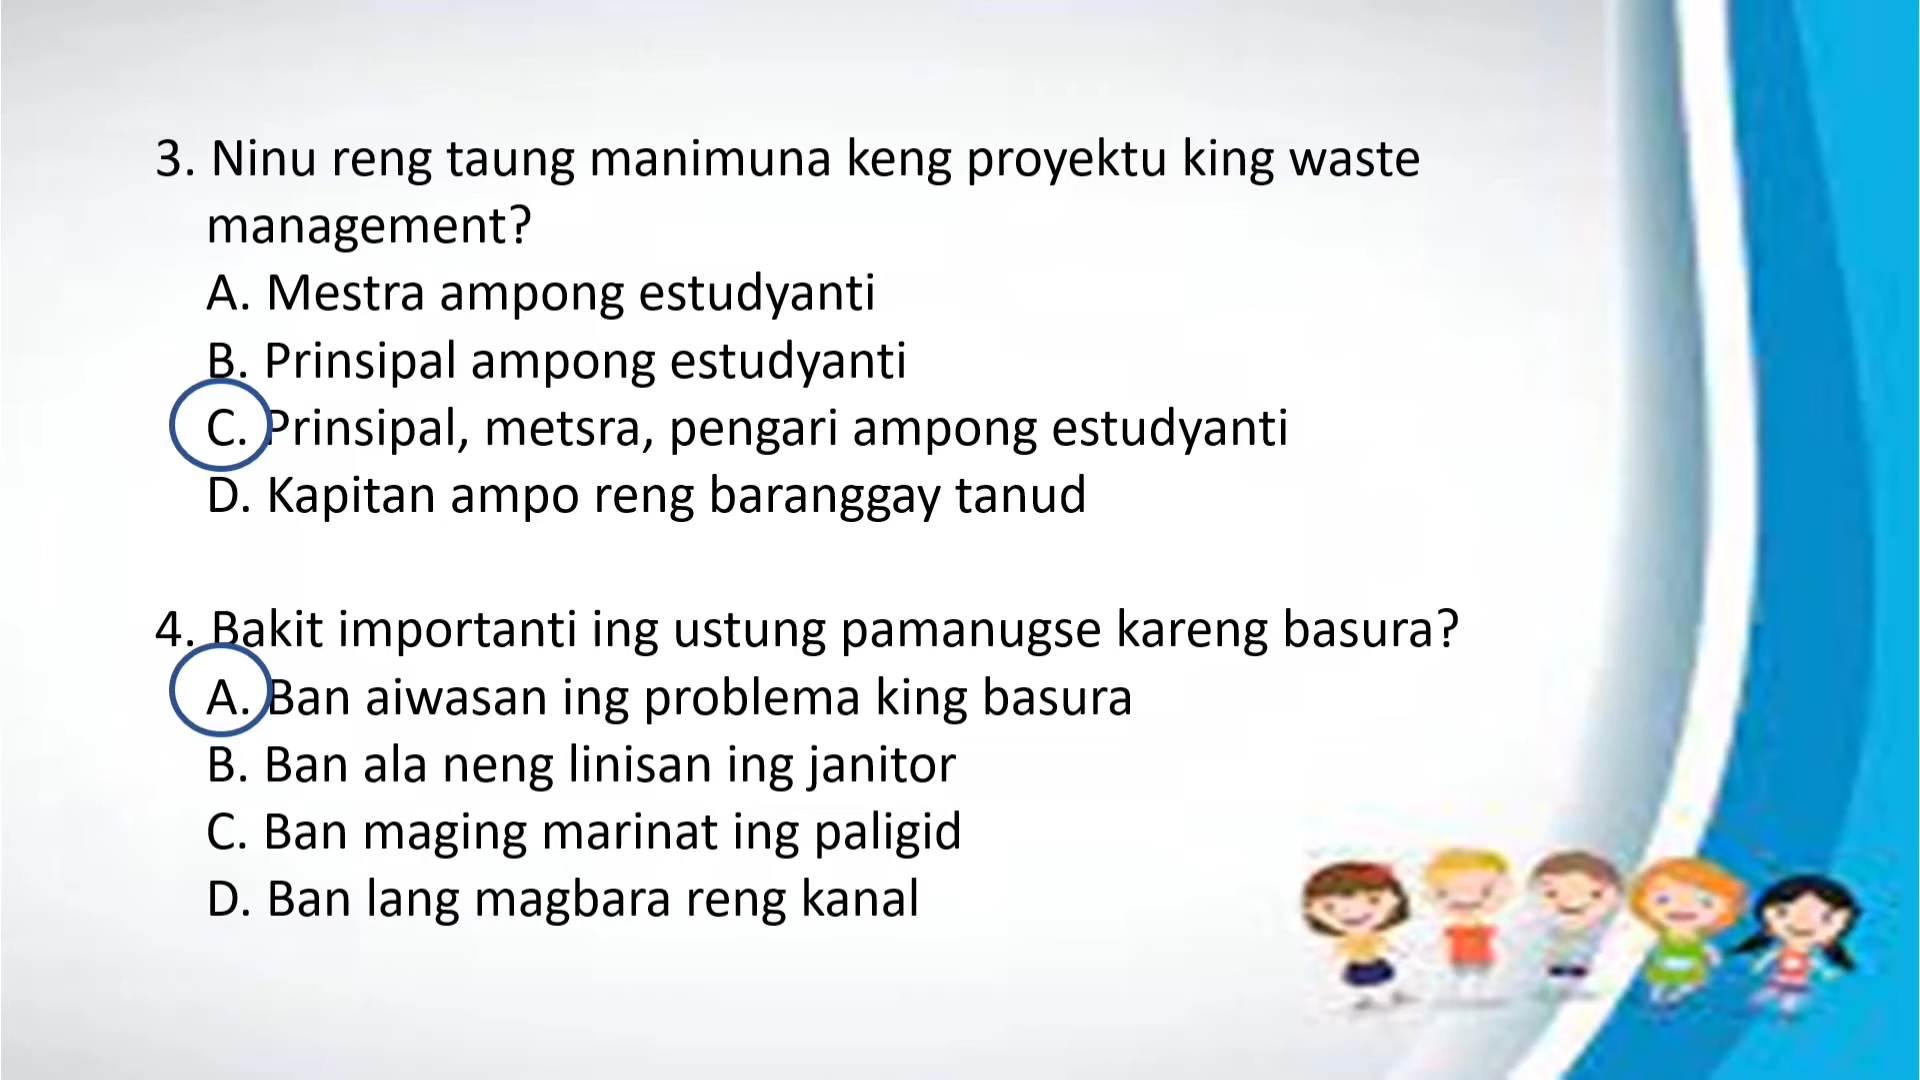 3. Ninu reng taung manimuna keng proyektu king waste
management?
A. Mestra ampong estudyanti
B. Prinsipal ampong estudyanti
C. Prinsipal, metsra, pengari ampong estudyanti
D. Kapitan ampo reng baranggay tanud
4. Bakit importanti ing ustung pamanugse kareng basura?
A. Ban aiwasan ing problema king basura
B. Ban ala neng linisan ing janitor
C. Ban maging marinat ing paligid
D. Ban lang magbara reng kanal